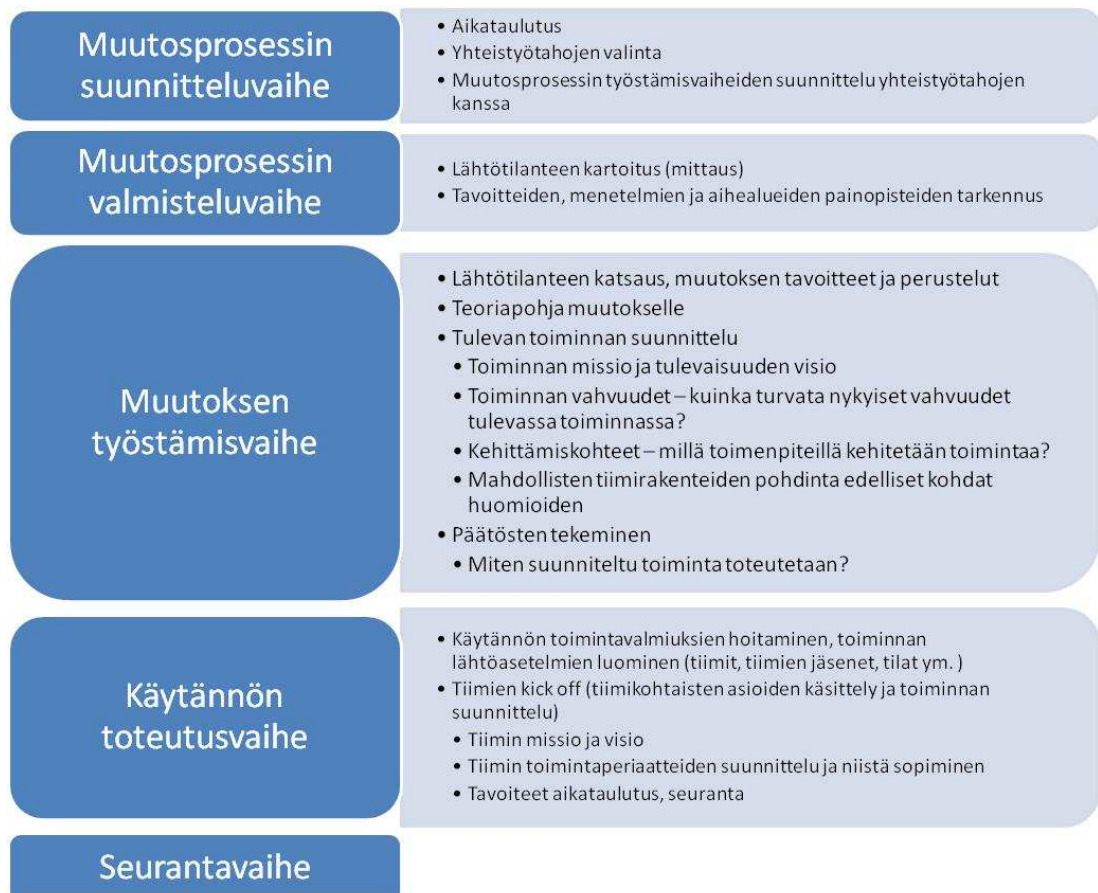 Muutosprosessin
suunnitteluvaihe
• Aikataulutus
• Yhteistyötahojen valinta
• Muutosprosessin työstämisvaiheiden suunnittelu yhteistyötahojen
kanssa
Muutosprosessin
valmisteluvaihe
• Lähtötilanteen kartoitus (mittaus)
• Tavoitteiden, menetelmien ja aihealueiden painopisteiden tarkennus
Muutoksen
työstämisvaihe
• Lähtötilanteen katsaus, muutoksen tavoitteet ja perustelut
• Teoriapohja muutokselle
• Tulevan toiminnan suunnittelu
• Toiminnan missio ja tulevaisuuden visio
• Toiminnan vahvuudet – kuinka turvata nykyiset vahvuudet
tulevassa toiminnassa?
• Kehittämiskohteet – millä toimenpiteillä kehitetään toimintaa?
• Mahdollisten tiimirakenteiden pohdinta edelliset kohdat
huomioiden
• Päätösten tekeminen
• Miten suunniteltu toiminta toteutetaan?
Käytännön
toteutusvaihe
• Käytännön toimintavalmiuksien hoitaminen, toiminnan
lähtöasetelmien luominen (tiimit, tiimien jäsenet, tilat ym. )
• Tiimien kick off (tiimikohtaisten asioiden käsittely ja toiminnan
suunnittelu)
• Tiimin missio ja visio
• Tiimin toimintaperiaatteiden suunnittelu ja niistä sopiminen
• Tavoiteet aikataulutus, seuranta
Seurantavaihe